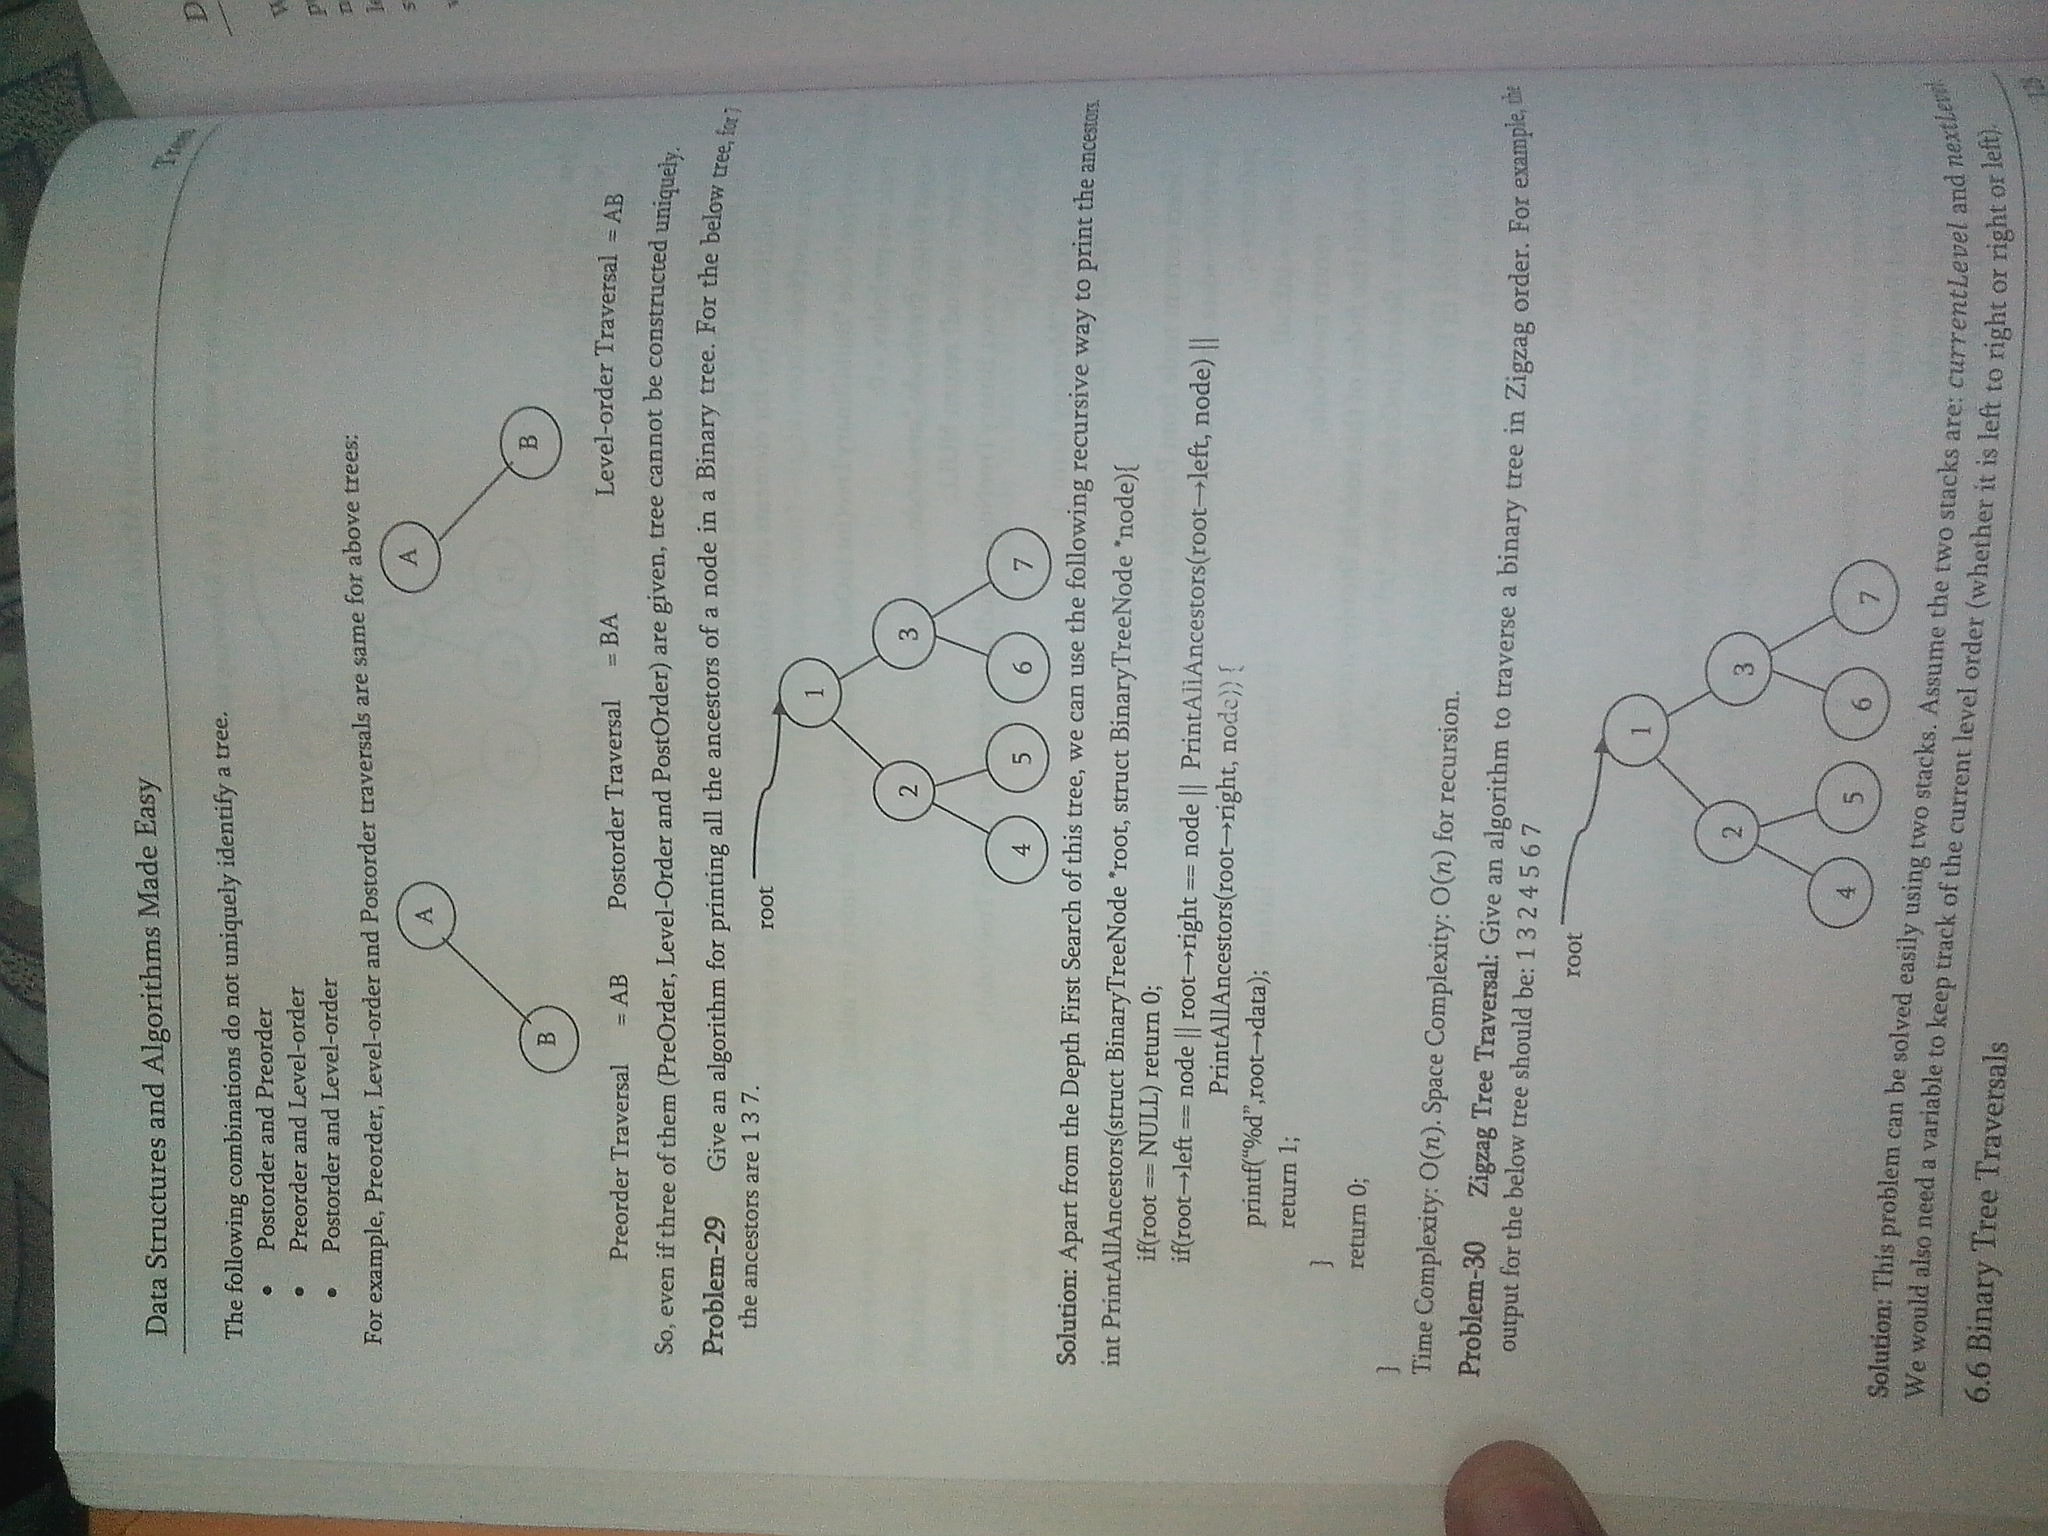 Data Structures and Algorithms Made Easy
Trees
The following combinations do not uniquely identify a tree.
• Postorder and Preorder
• Preorder and Level-order
• Postorder and Level-order
For example, Preorder, Level-order and Postorder traversals are same for above trees:
A A
B B
Preorder Traversal = AB Postorder Traversal = BA Level-order Traversal = AB
So, even if three of them (PreOrder, Level-Order and PostOrder) are given, tree cannot be constructed uniquely.
Problem-29 Give an algorithm for printing all the ancestors of a node in a Binary tree. For the below tree, for 7
the ancestors are 1 3 7.
root
1
2 3
4 5 6 7
Solution: Apart from the Depth First Search of this tree, we can use the following recursive way to print the ancestors.
int PrintAllAncestors(struct BinaryTreeNode *root, struct BinaryTreeNode *node){
if(root == NULL) return 0;
if(root→left == node || root→right == node || PrintAllAncestors(root→left, node) ||
PrintAllAncestors(root→right, node)) {
printf("%d",root→data);
return 1;
}
return 0;
}
Time Complexity: O(n). Space Complexity: O(n) for recursion.
Problem-30 Zigzag Tree Traversal: Give an algorithm to traverse a binary tree in Zigzag order. For example, the
output for the below tree should be: 1 3 2 4 5 6 7
root
1
2 3
4 5 6 7
Solution: This problem can be solved easily using two stacks. Assume the two stacks are: currentLevel and nextLevel.
We would also need a variable to keep track of the current level order (whether it is left to right or right or left).
6.6 Binary Tree Traversals